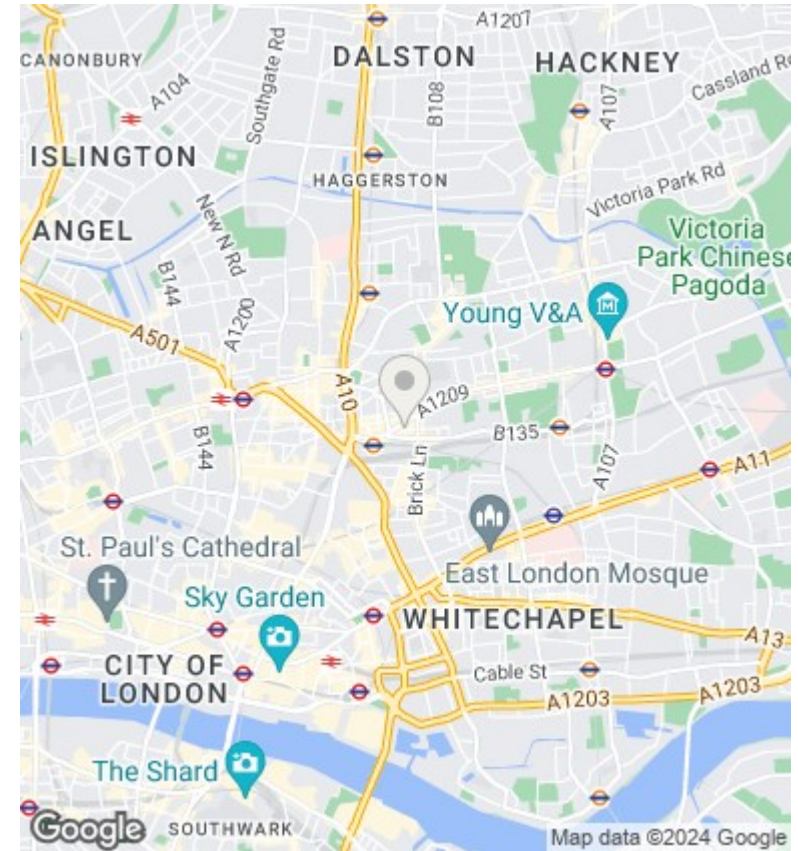 A1207
CANONBURY
DALSTON
HACKNEY
Cassland Rd
A104
Southgate Rd
B108
A107
ISLINGTON
HAGGERSTON
Victoria Park Rd
ANGEL
New N Rd
Victoria
Park Chinese
Pagoda
B144
A1200
Young V&A
A501
A10
A1209
B144
B135
A107
A11
Brick Ln
St. Paul's Cathedral
East London Mosque
Sky Garden
WHITECHAPEL
A13
CITY OF
LONDON
Cable St
A1203
A1203
The Shard
Google
SOUTHWARK
Map data ©2024 Google